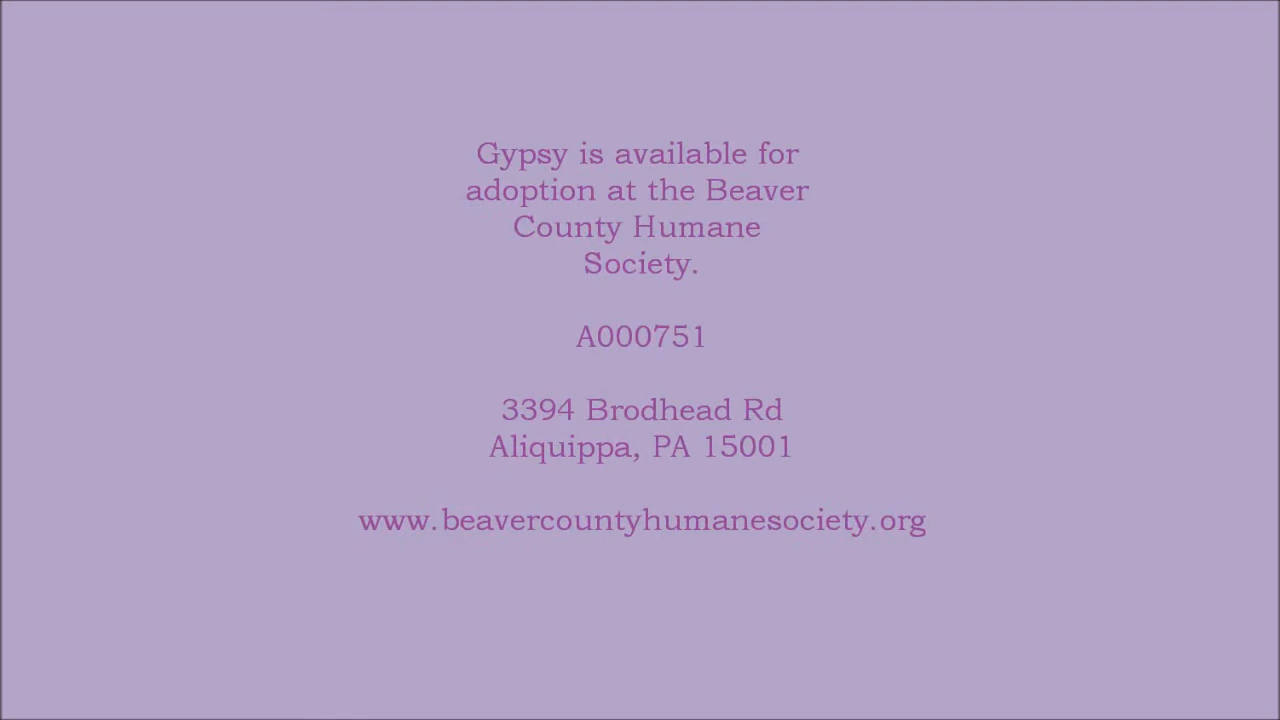 Gypsy is available for
adoption at the Beaver
County Humane
Society.
A000751
3394 Brodhead Rd
Aliquippa, PA 15001
www.beavercountyhumanesociety.org